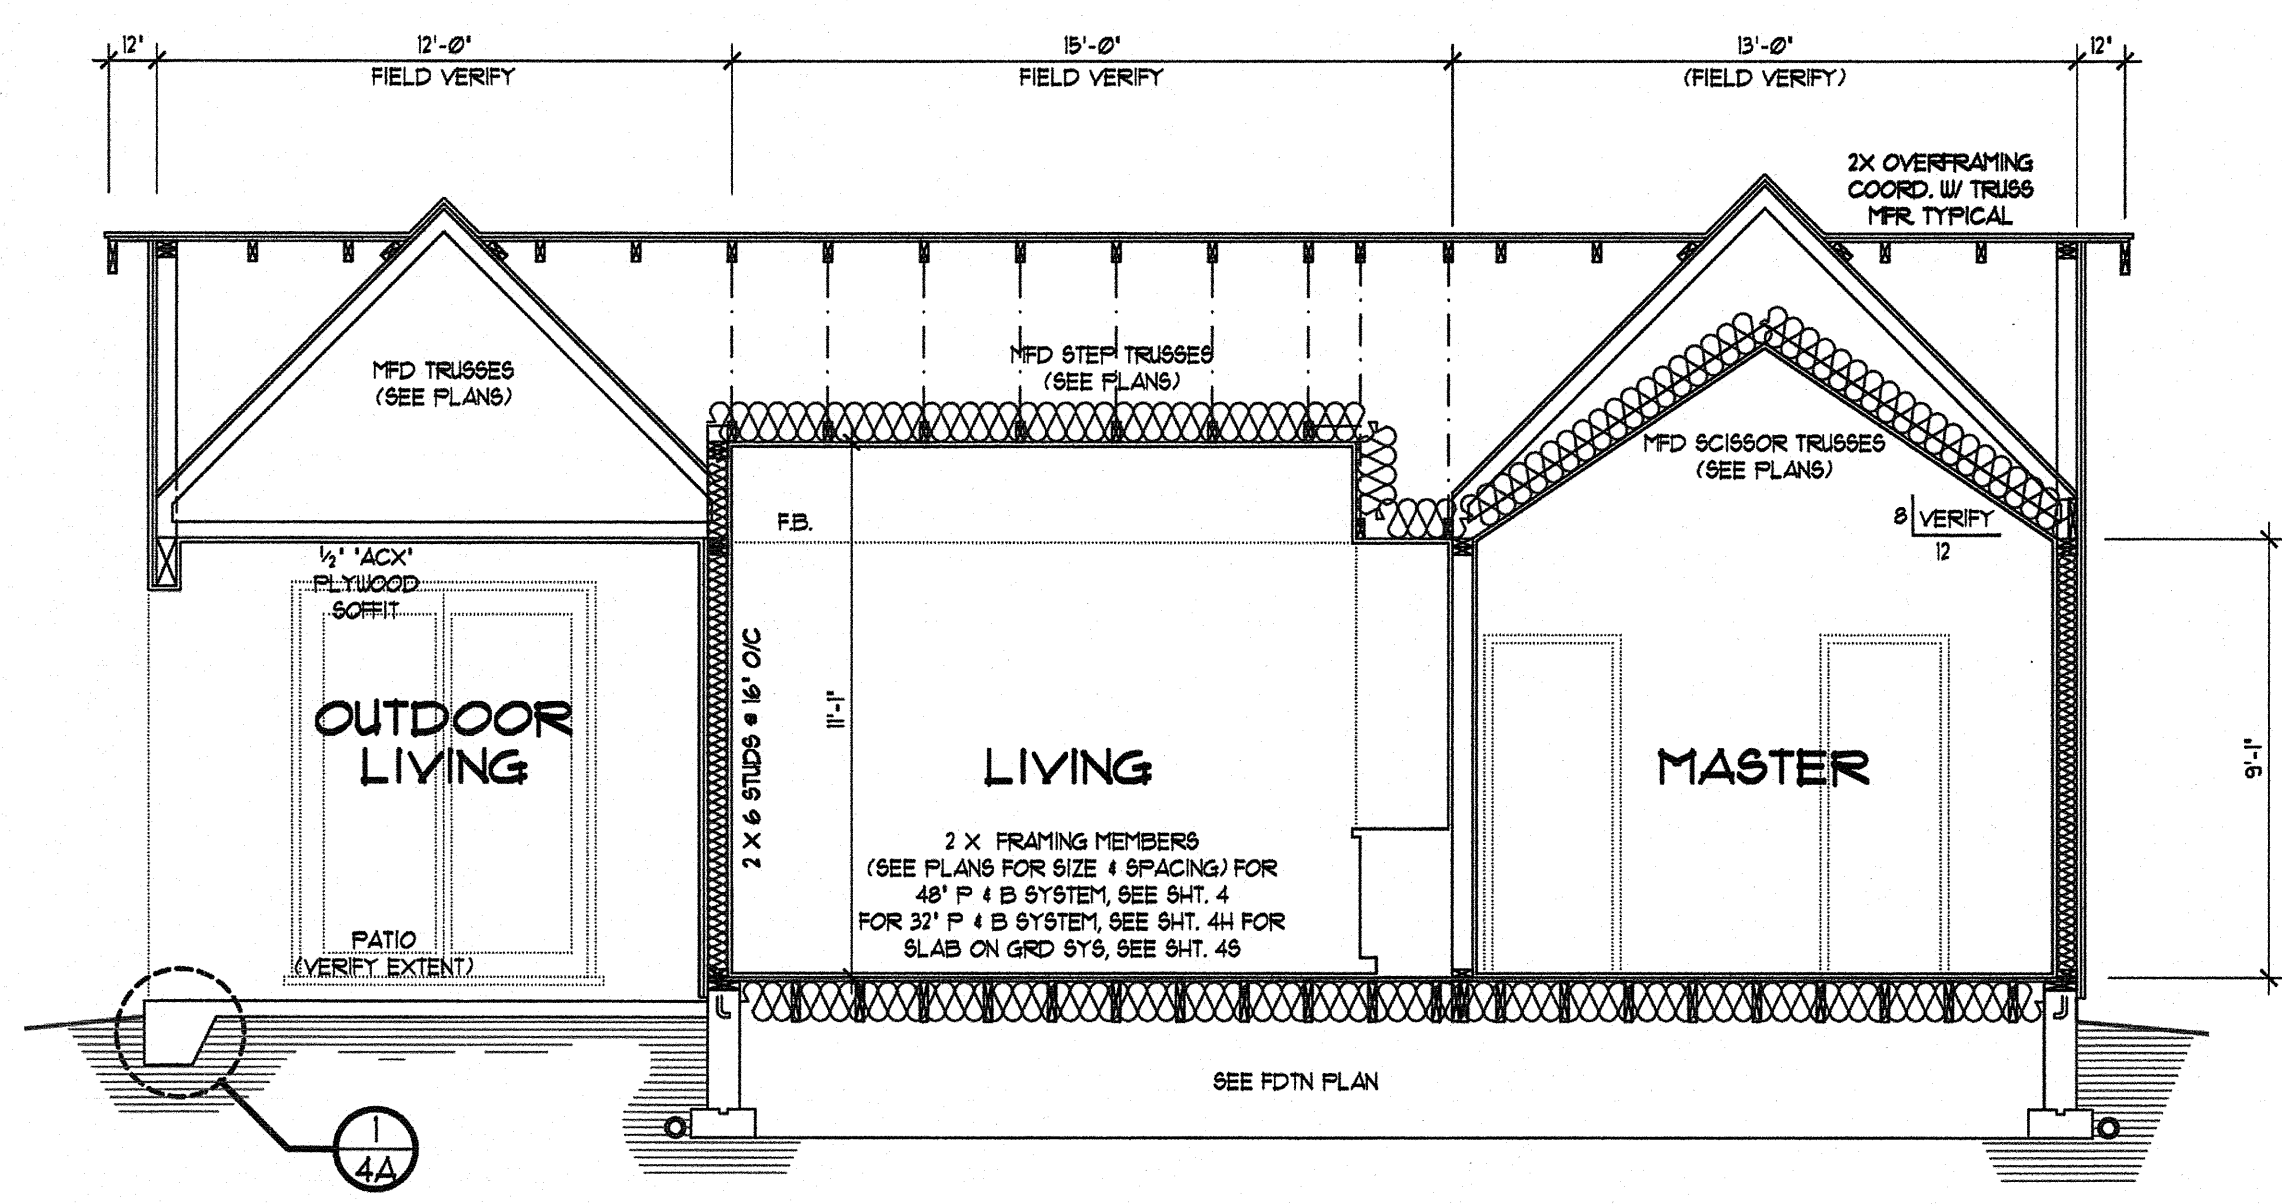 12" 12'-0" 15'-0" 13'-0" 12"
FIELD VERIFY FIELD VERIFY (FIELD VERIFY)
2X OVERFRAMING
COORD. W/ TRUSS
MFR. TYPICAL
MFD TRUSSES
(SEE PLANS)
MFD STEP TRUSSES
(SEE PLANS)
MFD SCISSOR TRUSSES
(SEE PLANS)
8 VERIFY
12
F.B.
1/2" "ACX"
PLYWOOD
SOFFIT
2 X 6 STUDS @ 16" O/C
11'-1"
9'-1"
OUTDOOR
LIVING
LIVING
MASTER
2 X FRAMING MEMBERS
(SEE PLANS FOR SIZE & SPACING) FOR
48" P & B SYSTEM, SEE SHT. 4
FOR 32" P & B SYSTEM, SEE SHT. 4H FOR
SLAB ON GRD SYS, SEE SHT. 4S
PATIO
(VERIFY EXTENT)
SEE FDTN PLAN
1
4A